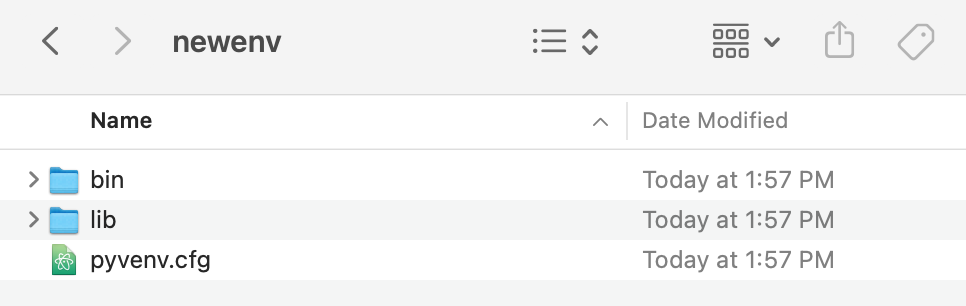 newenv
Name Date Modified
bin Today at 1:57 PM
lib Today at 1:57 PM
pyvenv.cfg Today at 1:57 PM